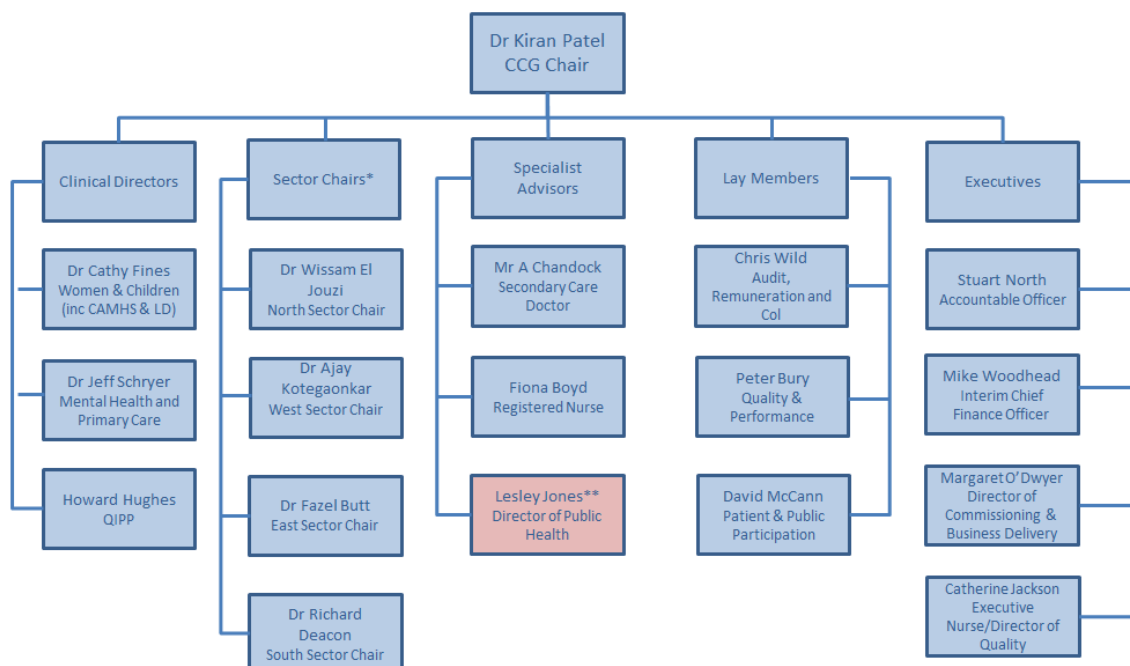 Dr Kiran Patel
CCG Chair
Clinical Directors
Sector Chairs*
Specialist
Advisors
Lay Members
Executives
Dr Cathy Fines
Women & Children
(inc CAMHS & LD)
Dr Jeff Schryer
Mental Health and
Primary Care
Howard Hughes
QIPP
Dr Wissam El
Jouzi
North Sector Chair
Dr Ajay
Kotegaonkar
West Sector Chair
Dr Fazel Butt
East Sector Chair
Dr Richard
Deacon
South Sector Chair
Mr A Chandock
Secondary Care
Doctor
Fiona Boyd
Registered Nurse
Lesley Jones**
Director of Public
Health
Chris Wild
Audit,
Remuneration and
Col
Peter Bury
Quality &
Performance
David McCann
Patient & Public
Participation
Stuart North
Accountable Officer
Mike Woodhead
Interim Chief
Finance Officer
Margaret O’Dwyer
Director of
Commissioning &
Business Delivery
Catherine Jackson
Executive
Nurse/Director of
Quality